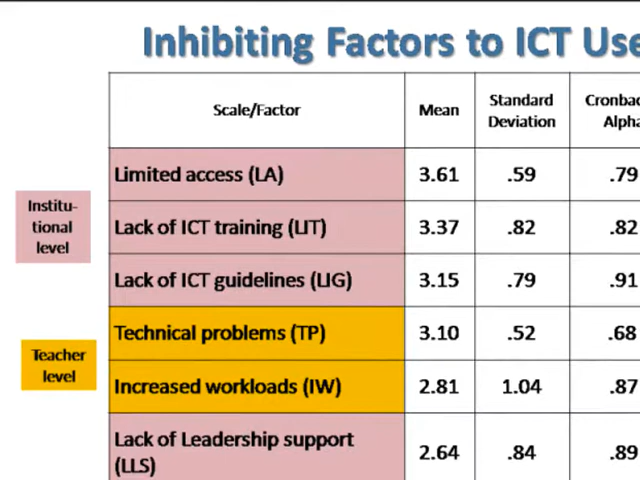 Inhibiting Factors to ICT Use
Scale/Factor Mean Standard Deviation Cronbac Alpha
Limited access (LA) 3.61 .59 .79
Institu-
tional
level
Lack of ICT training (LIT) 3.37 .82 .82
Lack of ICT guidelines (LIG) 3.15 .79 .91
Technical problems (TP) 3.10 .52 .68
Teacher
level
Increased workloads (IW) 2.81 1.04 .87
Lack of Leadership support
(LLS) 2.64 .84 .89